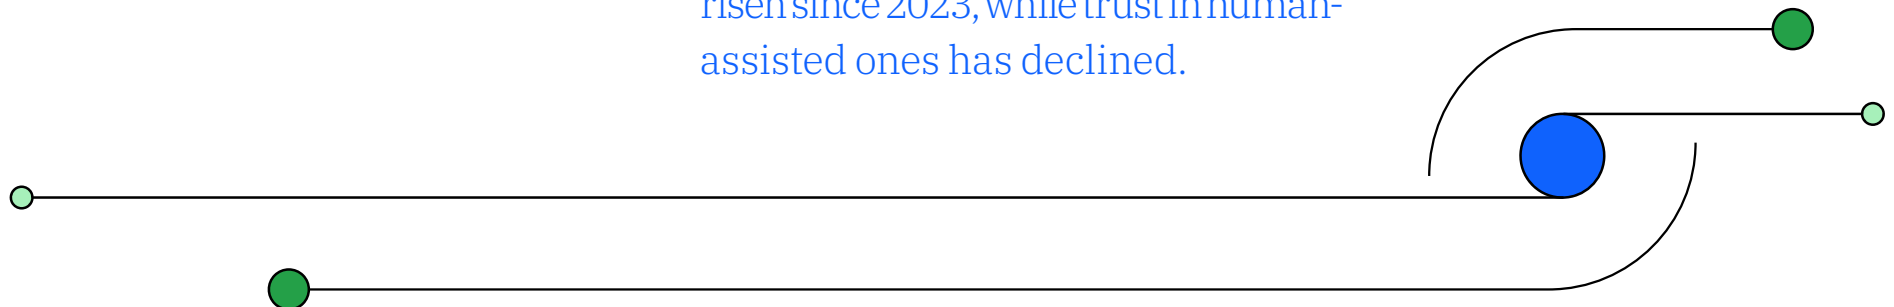 risen since 2023, while trust in human-
assisted ones has declined.